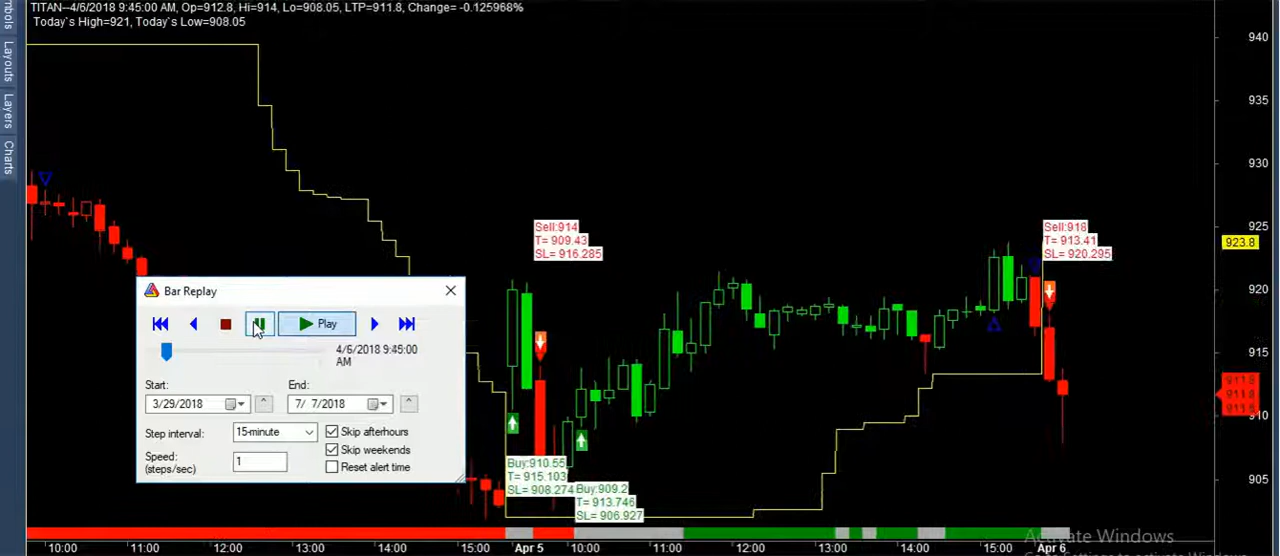 TITAN--4/6/2018 9:45:00 AM, Op=912.8, Hi=914, Lo=908.05, LTP=911.8, Change= -0.125968%
Today`s High=921, Today`s Low=908.05
Layouts
Layers
Charts
940
935
930
925
923.8
920
915
911.8
910
905
Sell:914
T= 909.43
SL= 916.285
Sell:918
T= 913.41
SL= 920.295
Bar Replay
Play
4/6/2018 9:45:00
AM
Start:
End:
3/29/2018
7/ 7/2018
Step interval:
15-minute
Skip afterhours
Skip weekends
Speed:
(steps/sec)
1
Reset alert time
Buy:910.55
T= 915.103
SL= 908.274
Buy:909.2
T= 913.746
SL= 906.927
Activate Windows
10:00
11:00
12:00
13:00
14:00
15:00
Apr 5
10:00
11:00
12:00
13:00
14:00
15:00
Apr 6